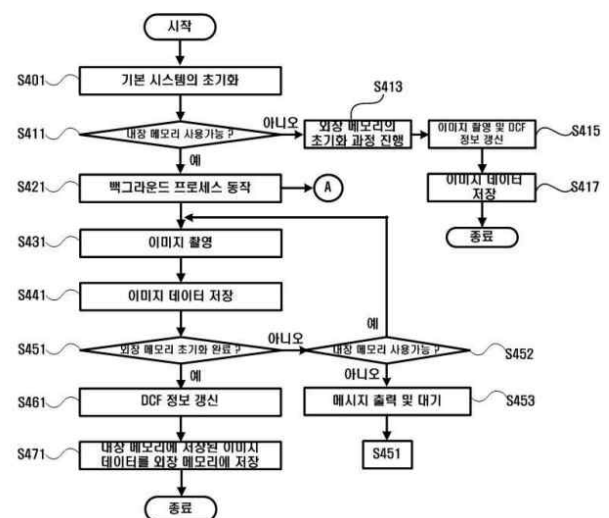 시작
S401
기본 시스템의 초기화
S411
내장 메모리 사용가능 ?
아니오
S413
외장 메모리의
초기화 과정 진행
이미지 촬영 및 DCF
정보 갱신
S415
이미지 데이터
저장
S417
종료
예
S421
백그라운드 프로세스 동작
A
S431
이미지 촬영
S441
이미지 데이터 저장
S451
외장 메모리 초기화 완료 ?
아니오
예
내장 메모리 사용가능 ?
S452
아니오
메시지 출력 및 대기
S453
S451
예
S461
DCF 정보 갱신
S471
내장 메모리에 저장된 이미지
데이터를 외장 메모리에 저장
종료